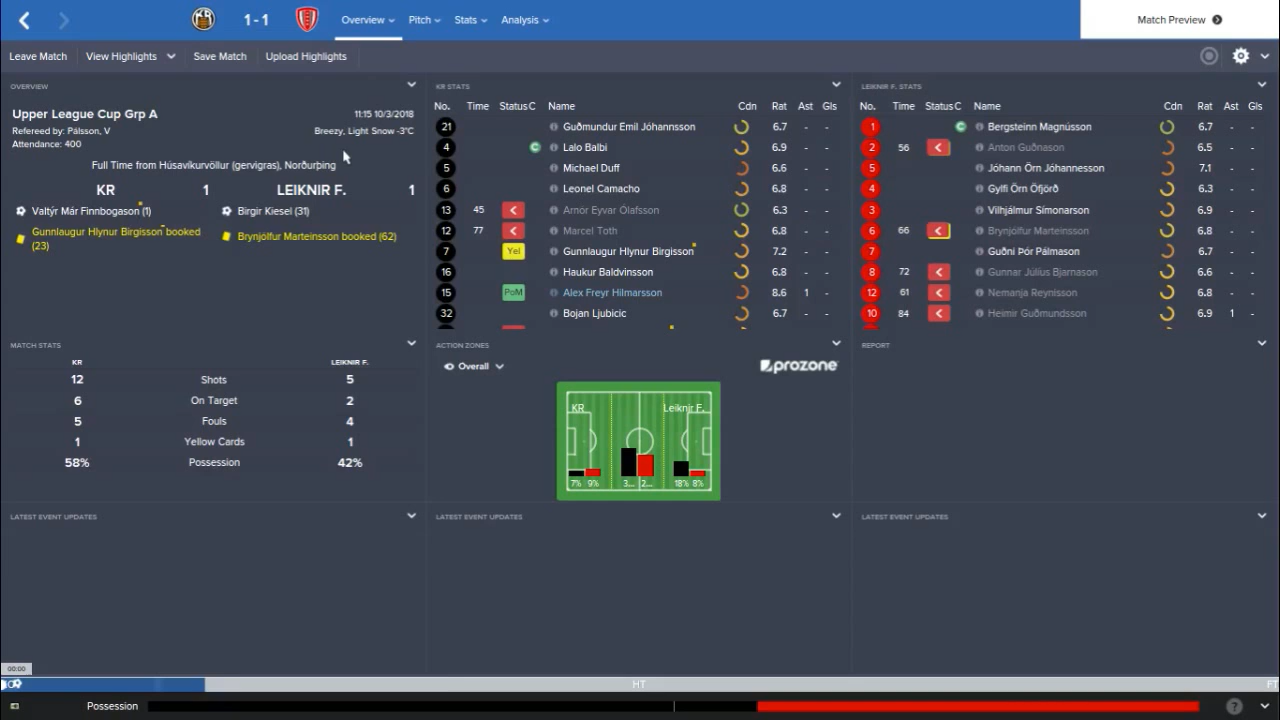 1 - 1
Overview
Pitch
Stats
Analysis
Match Preview
Leave Match
View Highlights
Save Match
Upload Highlights
OVERVIEW
Upper League Cup Grp A
11:15 10/3/2018
Refereed by: Pálsson, V
Breezy, Light Snow -3°C
Attendance: 400
Full Time from Húsavíkurvöllur (gervigras), Norðurþing
KR 1 LEIKNIR F. 1
Valtýr Már Finnbogason (1)
Birgir Kiesel (31)
Gunnlaugur Hlynur Birgisson booked
(23)
Brynjólfur Marteinsson booked (62)
KR STATS
No. Time Status C Name Cdn Rat Ast Gls
21 Guðmundur Emil Jóhannsson 6.7 - -
4 C Lalo Balbi 6.9 - -
5 Michael Duff 6.6 - -
6 Leonel Camacho 6.8 - -
13 45 Arnór Eyvar Ólafsson 6.3 - -
12 77 Marcel Toth 6.8 - -
7 Yel Gunnlaugur Hlynur Birgisson 7.2 - -
16 Haukur Baldvinsson 6.8 - -
15 PoM Alex Freyr Hilmarsson 8.6 1 -
32 Bojan Ljubicic 6.7 - -
LEIKNIR F. STATS
No. Time Status C Name Cdn Rat Ast Gls
1 C Bergsteinn Magnússon 6.7 - -
2 56 Anton Guðnason 6.5 - -
5 Jóhann Örn Jóhannesson 7.1 - -
4 Gylfi Örn Öfjörð 6.3 - -
3 Vilhjálmur Símonarson 6.9 - -
6 66 Brynjólfur Marteinsson 6.8 - -
7 Guðni Þór Pálmason 6.7 - -
8 72 Gunnar Július Bjarnason 6.6 - -
12 61 Nemanja Reynisson 6.8 - -
10 84 Heimir Guðmundsson 6.9 1 -
MATCH STATS
KR LEIKNIR F.
12 Shots 5
6 On Target 2
5 Fouls 4
1 Yellow Cards 1
58% Possession 42%
ACTION ZONES
Overall
prozone
KR Leiknir F.
7% 9% 3... 2... 18% 8%
REPORT
LATEST EVENT UPDATES
LATEST EVENT UPDATES
LATEST EVENT UPDATES
00:00
HT
FT
Possession
?